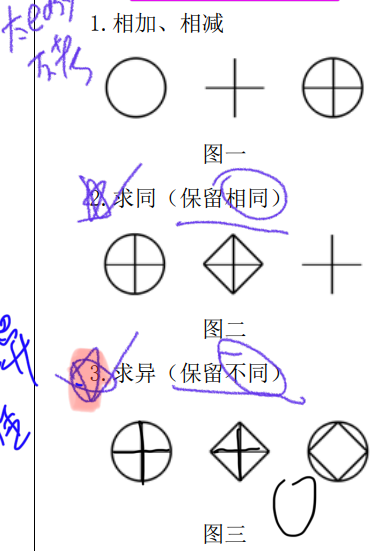 1.相加、相减
图一
2.求同（保留相同）
图二
3.求异（保留不同）
图三